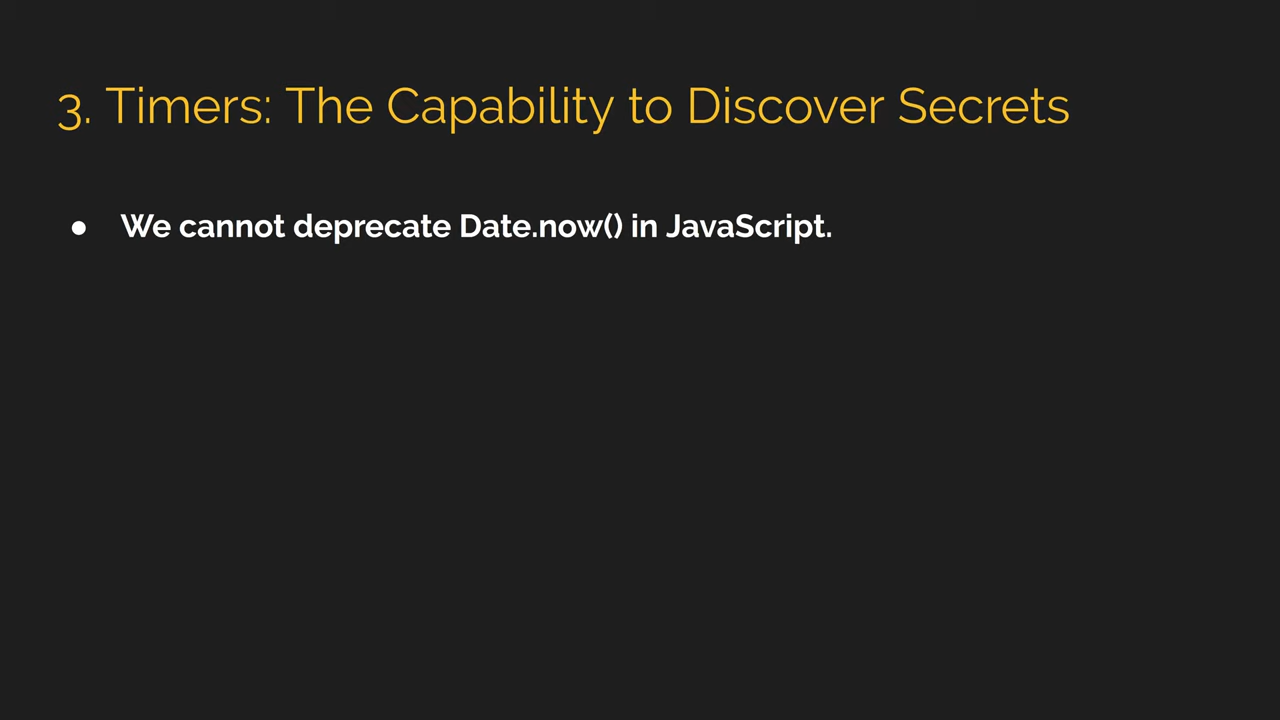 3. Timers: The Capability to Discover Secrets
● We cannot deprecate Date.now() in JavaScript.